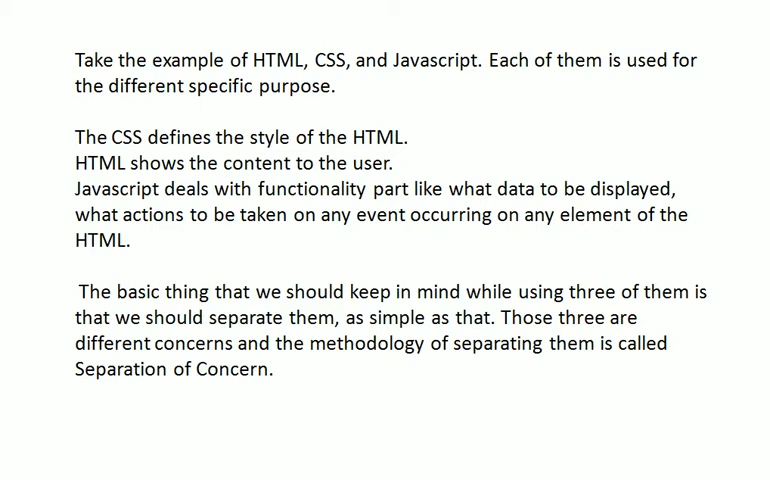 Take the example of HTML, CSS, and Javascript. Each of them is used for
the different specific purpose.
The CSS defines the style of the HTML.
HTML shows the content to the user.
Javascript deals with functionality part like what data to be displayed,
what actions to be taken on any event occurring on any element of the
HTML.
The basic thing that we should keep in mind while using three of them is
that we should separate them, as simple as that. Those three are
different concerns and the methodology of separating them is called
Separation of Concern.